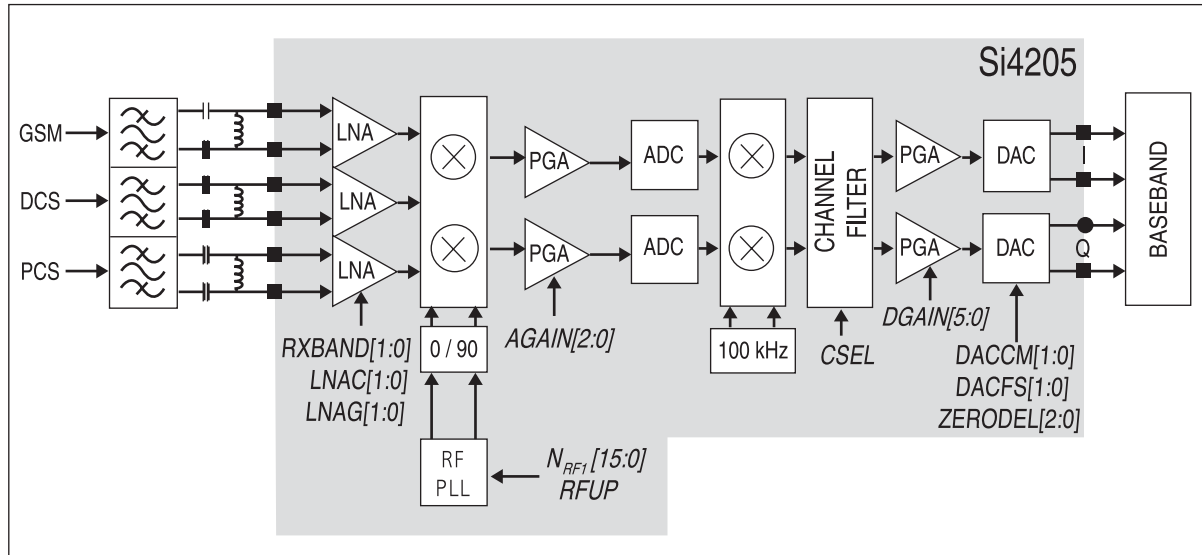 Si4205
GSM
DCS
PCS
LNA
LNA
LNA
PGA
PGA
ADC
ADC
CHANNEL
FILTER
PGA
PGA
DAC
DAC
I
Q
BASEBAND
RXBAND[1:0]
LNAC[1:0]
LNAG[1:0]
0 / 90
AGAIN[2:0]
100 kHz
CSEL
DGAIN[5:0]
DACCM[1:0]
DACFS[1:0]
ZERODEL[2:0]
RF
PLL
NRF1 [15:0]
RFUP